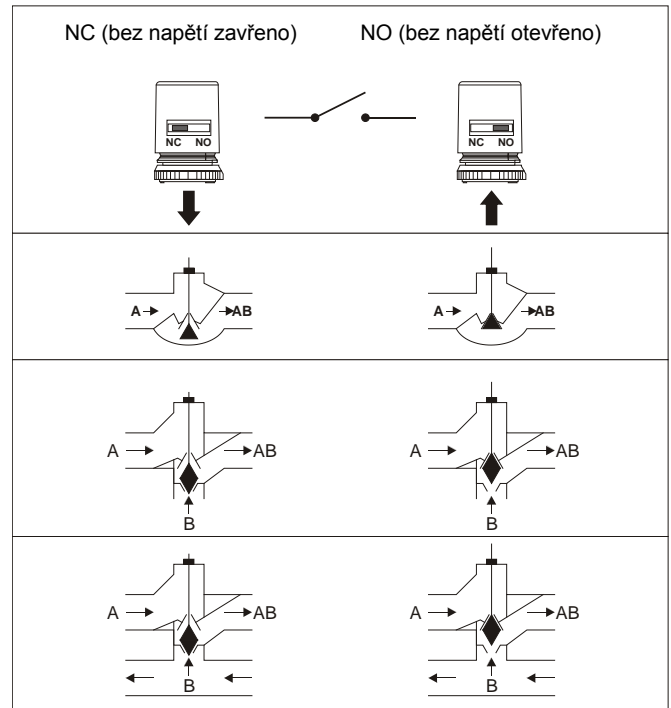 NC (bez napětí zavřeno) NO (bez napětí otevřeno)
NC NO NC NO
A AB A AB
A AB A AB
B B
A AB A AB
B B